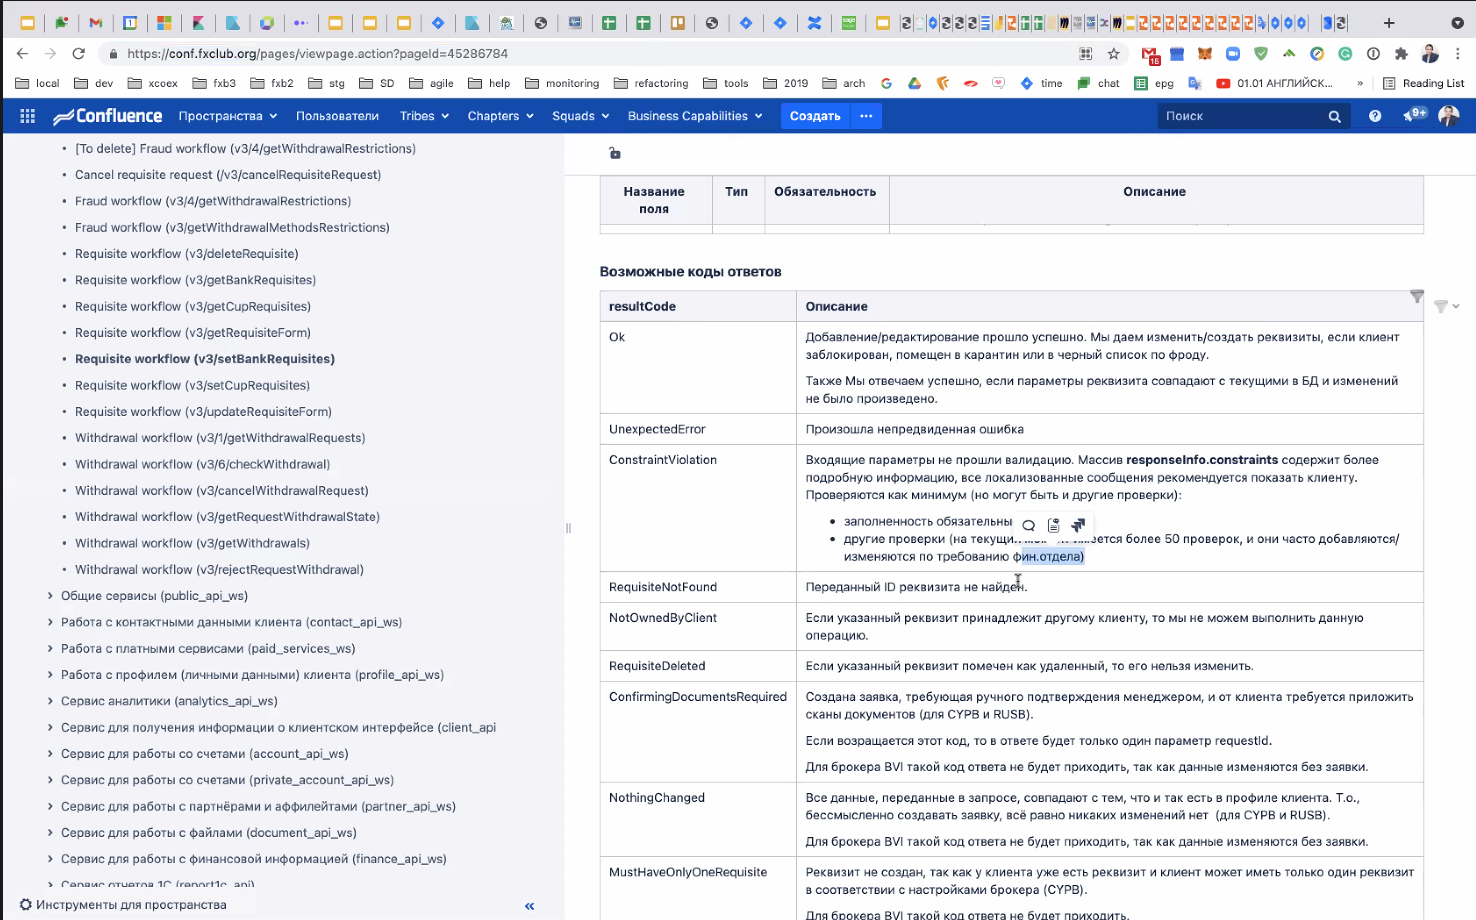 https://conf.fxclub.org/pages/viewpage.action?pageId=45286784
15
local dev xcoex fxb3 fxb2 stg SD agile help monitoring refactoring tools 2019 arch time chat epg 01.01 АНГЛИЙСК... » Reading List
Confluence Пространства Пользователи Tribes Chapters Squads Business Capabilities Создать ••• Поиск 9+
[To delete] Fraud workflow (v3/4/getWithdrawalRestrictions)
Cancel requisite request (/v3/cancelRequisiteRequest)
Fraud workflow (v3/4/getWithdrawalRestrictions)
Fraud workflow (v3/getWithdrawalMethodsRestrictions)
Requisite workflow (v3/deleteRequisite)
Requisite workflow (v3/getBankRequisites)
Requisite workflow (v3/getCupRequisites)
Requisite workflow (v3/getRequisiteForm)
Requisite workflow (v3/setBankRequisites)
Requisite workflow (v3/setCupRequisites)
Requisite workflow (v3/updateRequisiteForm)
Withdrawal workflow (v3/1/getWithdrawalRequests)
Withdrawal workflow (v3/6/checkWithdrawal)
Withdrawal workflow (v3/cancelWithdrawalRequest)
Withdrawal workflow (v3/getRequestWithdrawalState)
Withdrawal workflow (v3/getWithdrawals)
Withdrawal workflow (v3/rejectRequestWithdrawal)
Общие сервисы (public_api_ws)
Работа с контактными данными клиента (contact_api_ws)
Работа с платными сервисами (paid_services_ws)
Работа с профилем (личными данными) клиента (profile_api_ws)
Сервис аналитики (analytics_api_ws)
Сервис для получения информации о клиентском интерфейсе (client_api
Сервис для работы со счетами (account_api_ws)
Сервис для работы со счетами (private_account_api_ws)
Сервис для работы с партнёрами и аффилейтами (partner_api_ws)
Сервис для работы с файлами (document_api_ws)
Сервис для работы с финансовой информацией (finance_api_ws)
Сервис отчетов 1С (report1c_api)
Инструменты для пространства «
Название
поля
Тип
Обязательность
Описание
Возможные коды ответов
resultCode
Описание
Ok
Добавление/редактирование прошло успешно. Мы даем изменить/создать реквизиты, если клиент
заблокирован, помещен в карантин или в черный список по фроду.
Также Мы отвечаем успешно, если параметры реквизита совпадают с текущими в БД и изменений
не было произведено.
UnexpectedError
Произошла непредвиденная ошибка
ConstraintViolation
Входящие параметры не прошли валидацию. Массив responseInfo.constraints содержит более
подробную информацию, все локализованные сообщения рекомендуется показать клиенту.
Проверяются как минимум (но могут быть и другие проверки):
заполненность обязательны
другие проверки (на текущи имеется более 50 проверок, и они часто добавляются/
изменяются по требованию фин.отдела)
RequisiteNotFound
Переданный ID реквизита не найден.
NotOwnedByClient
Если указанный реквизит принадлежит другому клиенту, то мы не можем выполнить данную
операцию.
RequisiteDeleted
Если указанный реквизит помечен как удаленный, то его нельзя изменить.
ConfirmingDocumentsRequired
Создана заявка, требующая ручного подтверждения менеджером, и от клиента требуется приложить
сканы документов (для CYPB и RUSB).
Если возращается этот код, то в ответе будет только один параметр requestId.
Для брокера BVI такой код ответа не будет приходить, так как данные изменяются без заявки.
NothingChanged
Все данные, переданные в запросе, совпадают с тем, что и так есть в профиле клиента. Т.о.,
бессмысленно создавать заявку, всё равно никаких изменений нет (для CYPB и RUSB).
Для брокера BVI такой код ответа не будет приходить, так как данные изменяются без заявки.
MustHaveOnlyOneRequisite
Реквизит не создан, так как у клиента уже есть реквизит и клиент может иметь только один реквизит
в соответствии с настройками брокера (CYPB).
Для брокера BVI такой код ответа не будет приходить.